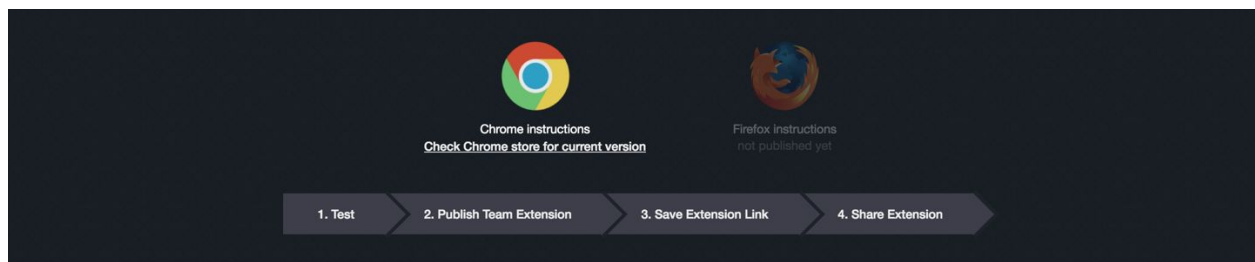 Chrome instructions
Check Chrome store for current version
Firefox instructions
not published yet
1. Test
2. Publish Team Extension
3. Save Extension Link
4. Share Extension